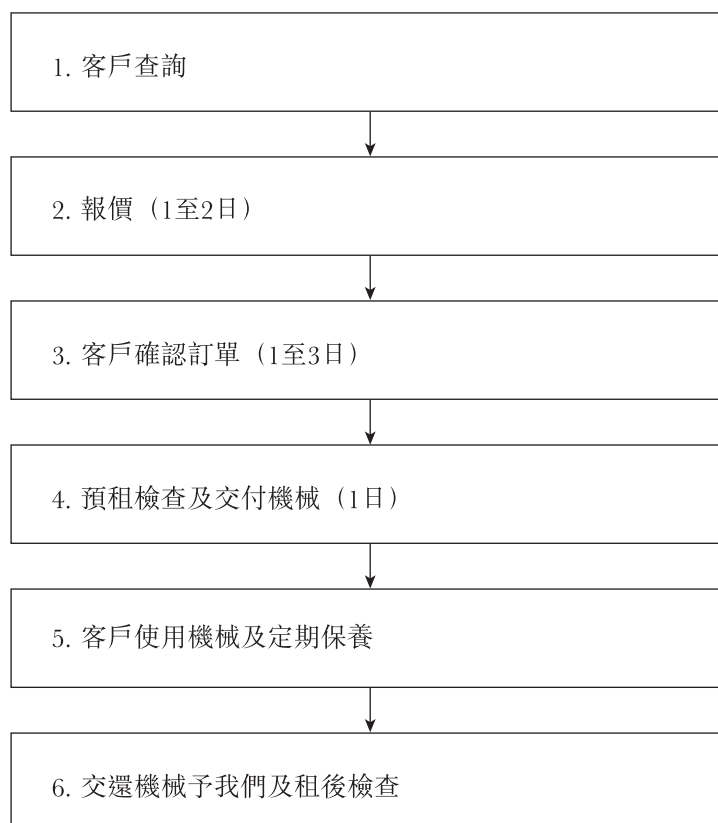 1. 客戶查詢
2. 報價（1至2日）
3. 客戶確認訂單（1至3日）
4. 預租檢查及交付機械（1日）
5. 客戶使用機械及定期保養
6. 交還機械予我們及租後檢查